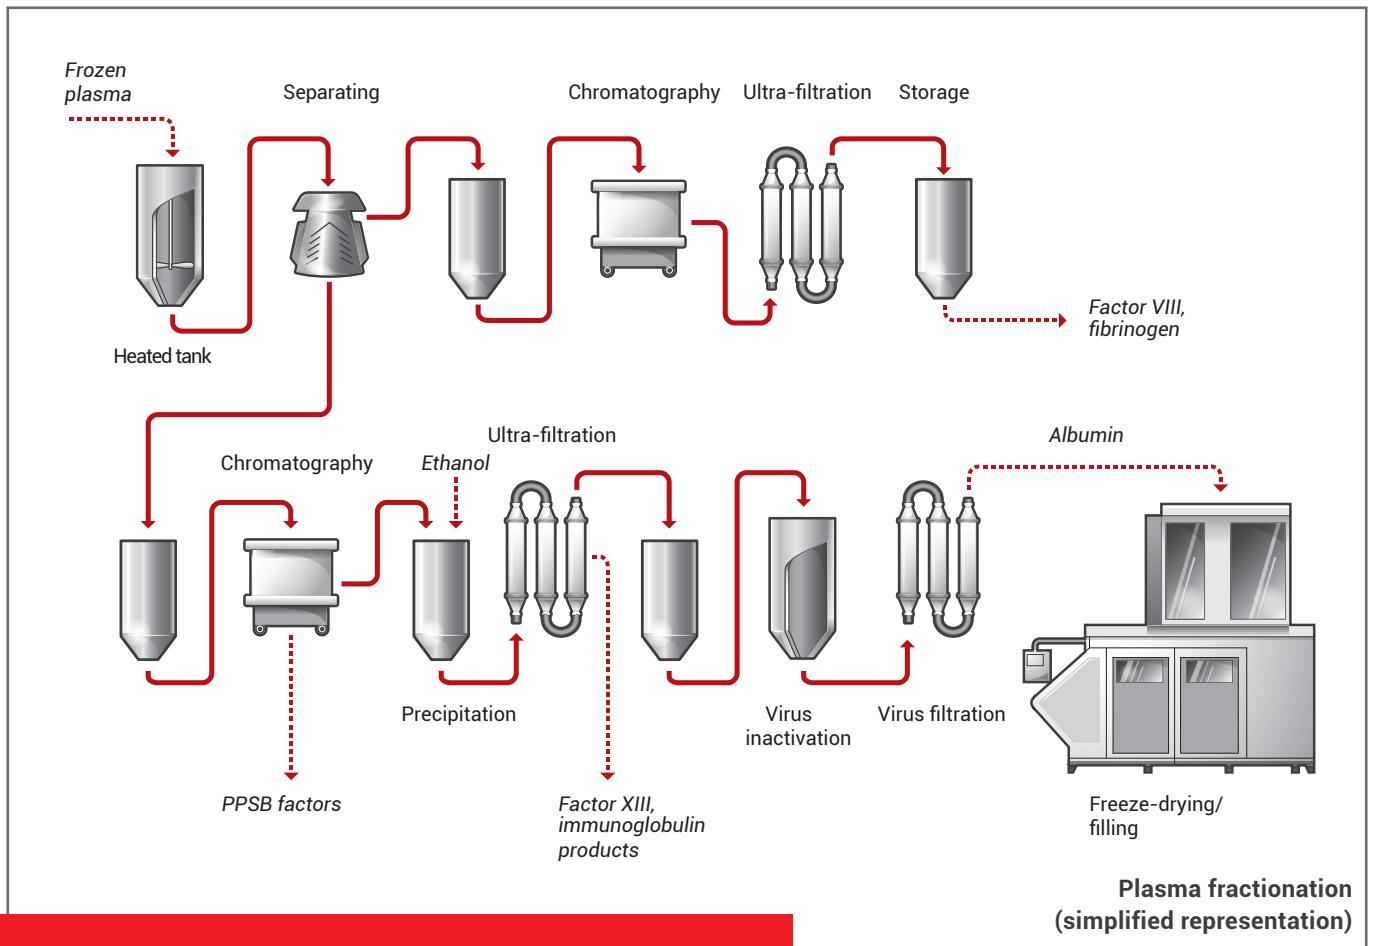 Frozen
plasma
Separating
Chromatography
Ultra-filtration
Storage
Heated tank
Factor VIII,
fibrinogen
Chromatography
Ethanol
Ultra-filtration
Albumin
Precipitation
Virus
inactivation
Virus filtration
PPSB factors
Factor XIII,
immunoglobulin
products
Freeze-drying/
filling
Plasma fractionation
(simplified representation)